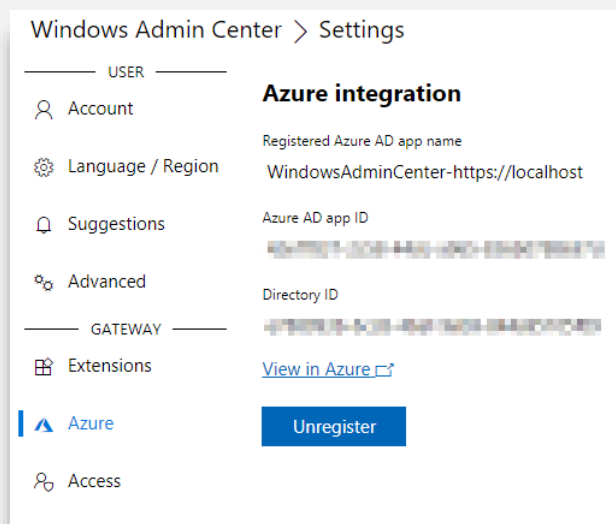 Windows Admin Center > Settings
USER
Account
Language / Region
Suggestions
Advanced
GATEWAY
Extensions
Azure
Access
Azure integration
Registered Azure AD app name
WindowsAdminCenter-https://localhost
Azure AD app ID
Directory ID
View in Azure
Unregister